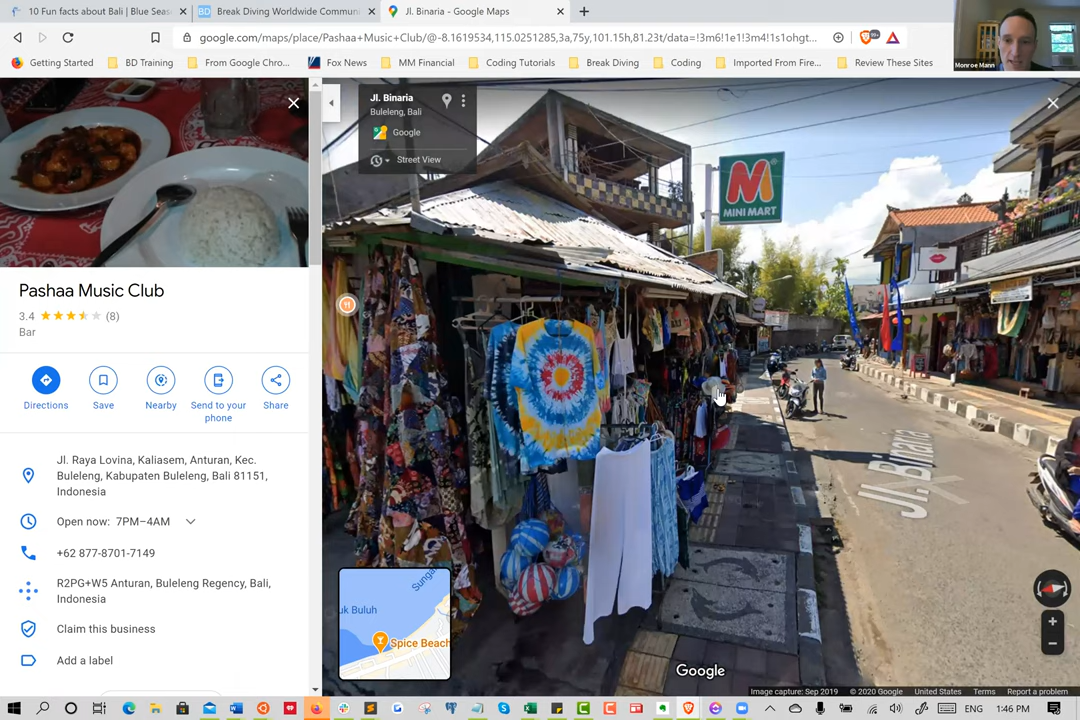 10 Fun facts about Bali | Blue Seas
Break Diving Worldwide Commun
Jl. Binaria - Google Maps
google.com/maps/place/Pashaa+Music+Club/@-8.1619534,115.0251285,3a,75y,101.15h,81.23t/data=!3m6!1e1!3m4!1s1ohgt...
99+
Getting Started
BD Training
From Google Chro...
Fox News
MM Financial
Coding Tutorials
Break Diving
Coding
Imported From Fire...
Review These Sites
Monroe Mann
Jl. Binaria
Buleleng, Bali
Google
Street View
M
MINI MART
Pashaa Music Club
3.4 (8)
Bar
Directions
Save
Nearby
Send to your
phone
Share
Jl. Raya Lovina, Kaliasem, Anturan, Kec.
Buleleng, Kabupaten Buleleng, Bali 81151,
Indonesia
Open now: 7PM–4AM
+62 877-8701-7149
R2PG+W5 Anturan, Buleleng Regency, Bali,
Indonesia
Claim this business
Add a label
Jl. Binaria
Sunga
uk Buluh
Spice Beach
Google
Image capture: Sep 2019 © 2020 Google United States Terms Report a problem
ENG 1:46 PM